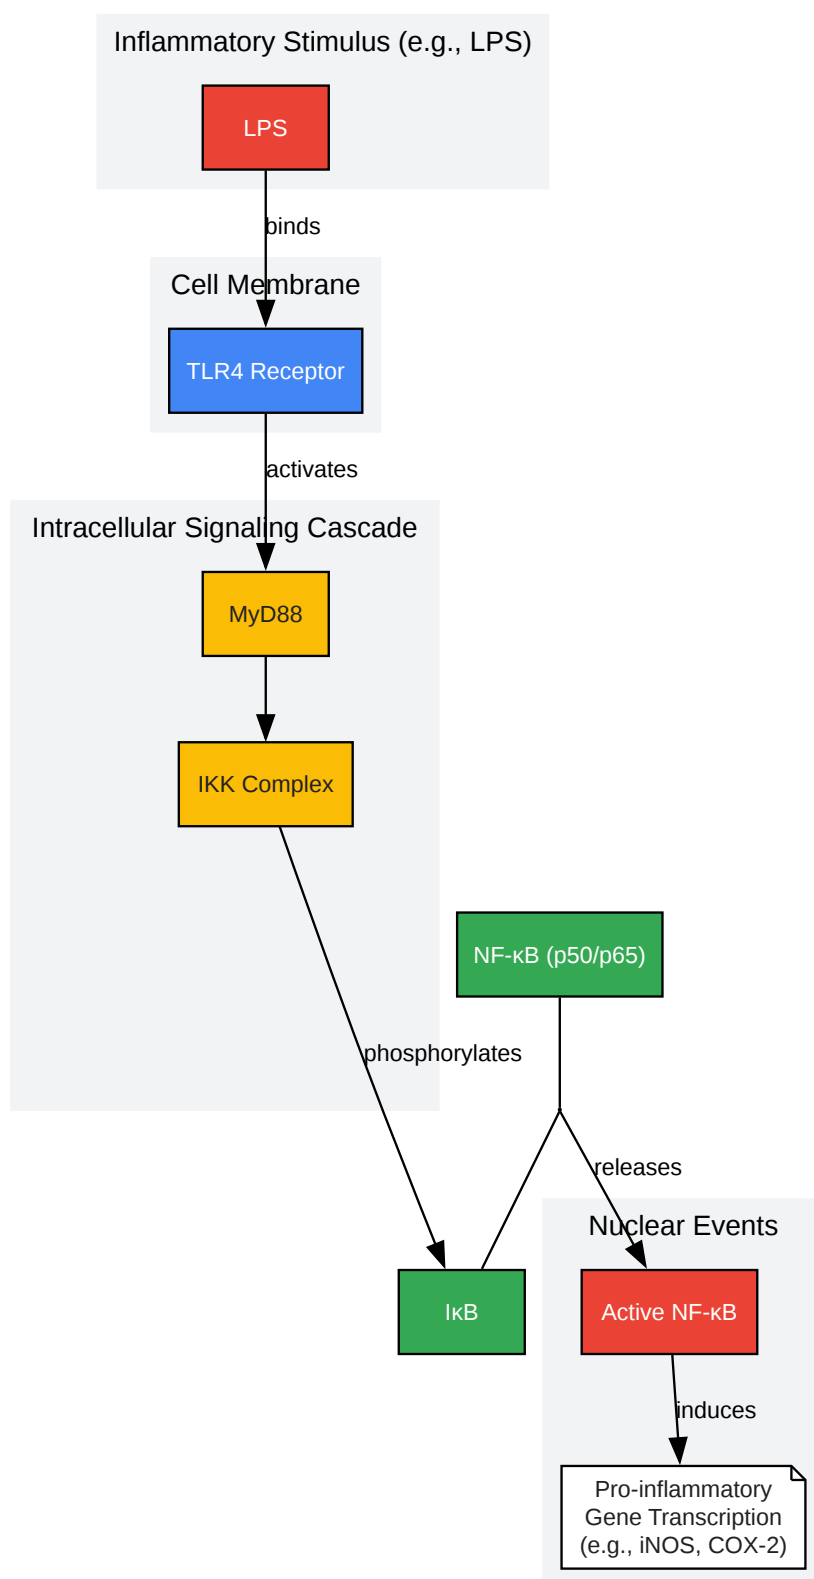 Inflammatory Stimulus (e.g., LPS)
LPS
binds
Cell Membrane
TLR4 Receptor
activates
Intracellular Signaling Cascade
MyD88
IKK Complex
NF-κB (p50/p65)
phosphorylates
releases
Nuclear Events
IκB
Active NF-κB
induces
Pro-inflammatory
Gene Transcription
(e.g., iNOS, COX-2)